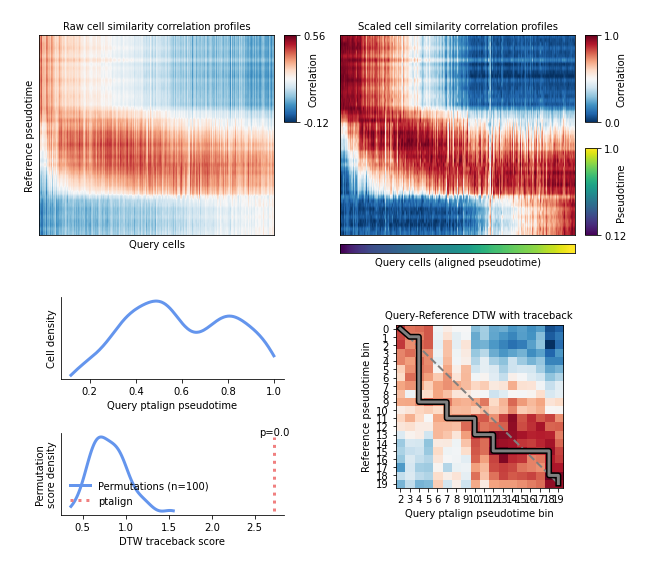 Raw cell similarity correlation profiles
Reference pseudotime
Query cells
0.56
-0.12
Correlation
Scaled cell similarity correlation profiles
1.0
0.0
Correlation
1.0
0.12
Pseudotime
Query cells (aligned pseudotime)
Cell density
0.2 0.4 0.6 0.8 1.0
Query ptalign pseudotime
Permutation
score density
p=0.0
Permutations (n=100)
ptalign
0.5 1.0 1.5 2.0 2.5
DTW traceback score
Query-Reference DTW with traceback
Reference pseudotime bin
0
1
2
3
4
5
6
7
8
9
10
11
12
13
14
15
16
17
18
19
2 3 4 5 6 7 8 9 10 11 12 13 14 15 16 17 18 19
Query ptalign pseudotime bin